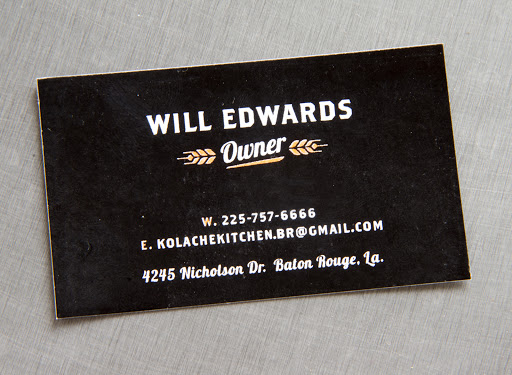 WILL EDWARDS
Owner
W. 225-757-6666
E. KOLACHEKITCHEN.BR@GMAIL.COM
4245 Nicholson Dr. Baton Rouge, La.